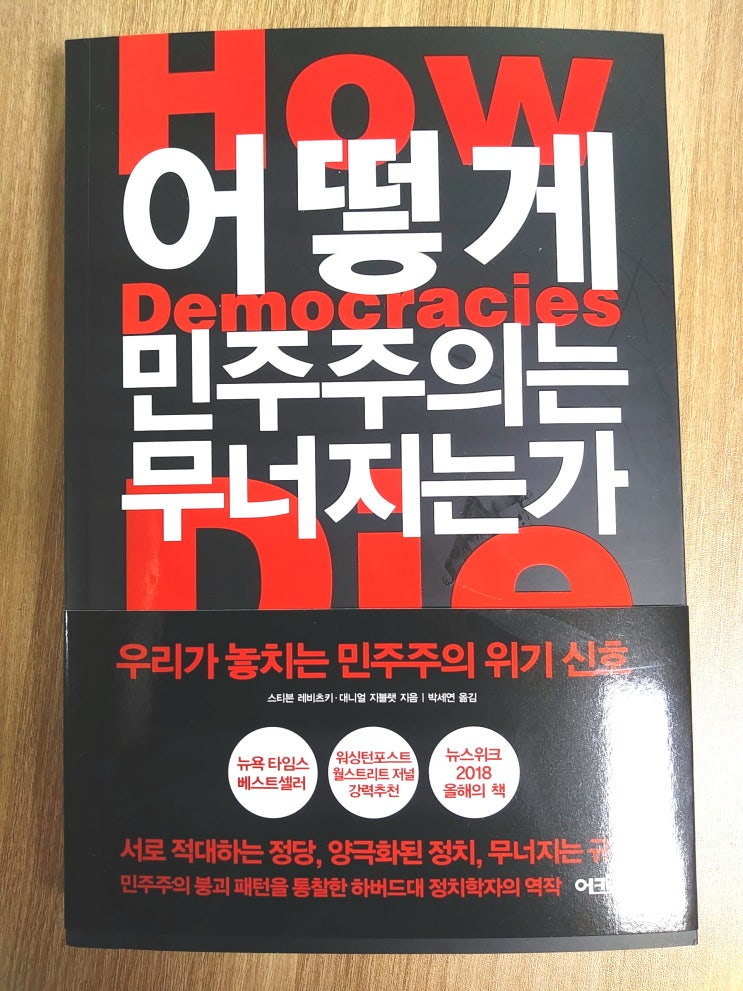 How
어떻게
Democracies
민주주의는
무너지는가
Die
우리가 놓치는 민주주의 위기 신호
스티븐 레비츠키·대니얼 지블랫 지음 | 박세연 옮김
뉴욕 타임스
베스트셀러
워싱턴포스트
월스트리트 저널
강력추천
뉴스위크
2018
올해의 책
서로 적대하는 정당, 양극화된 정치, 무너지는
민주주의 붕괴 패턴을 통찰한 하버드대 정치학자의 역작